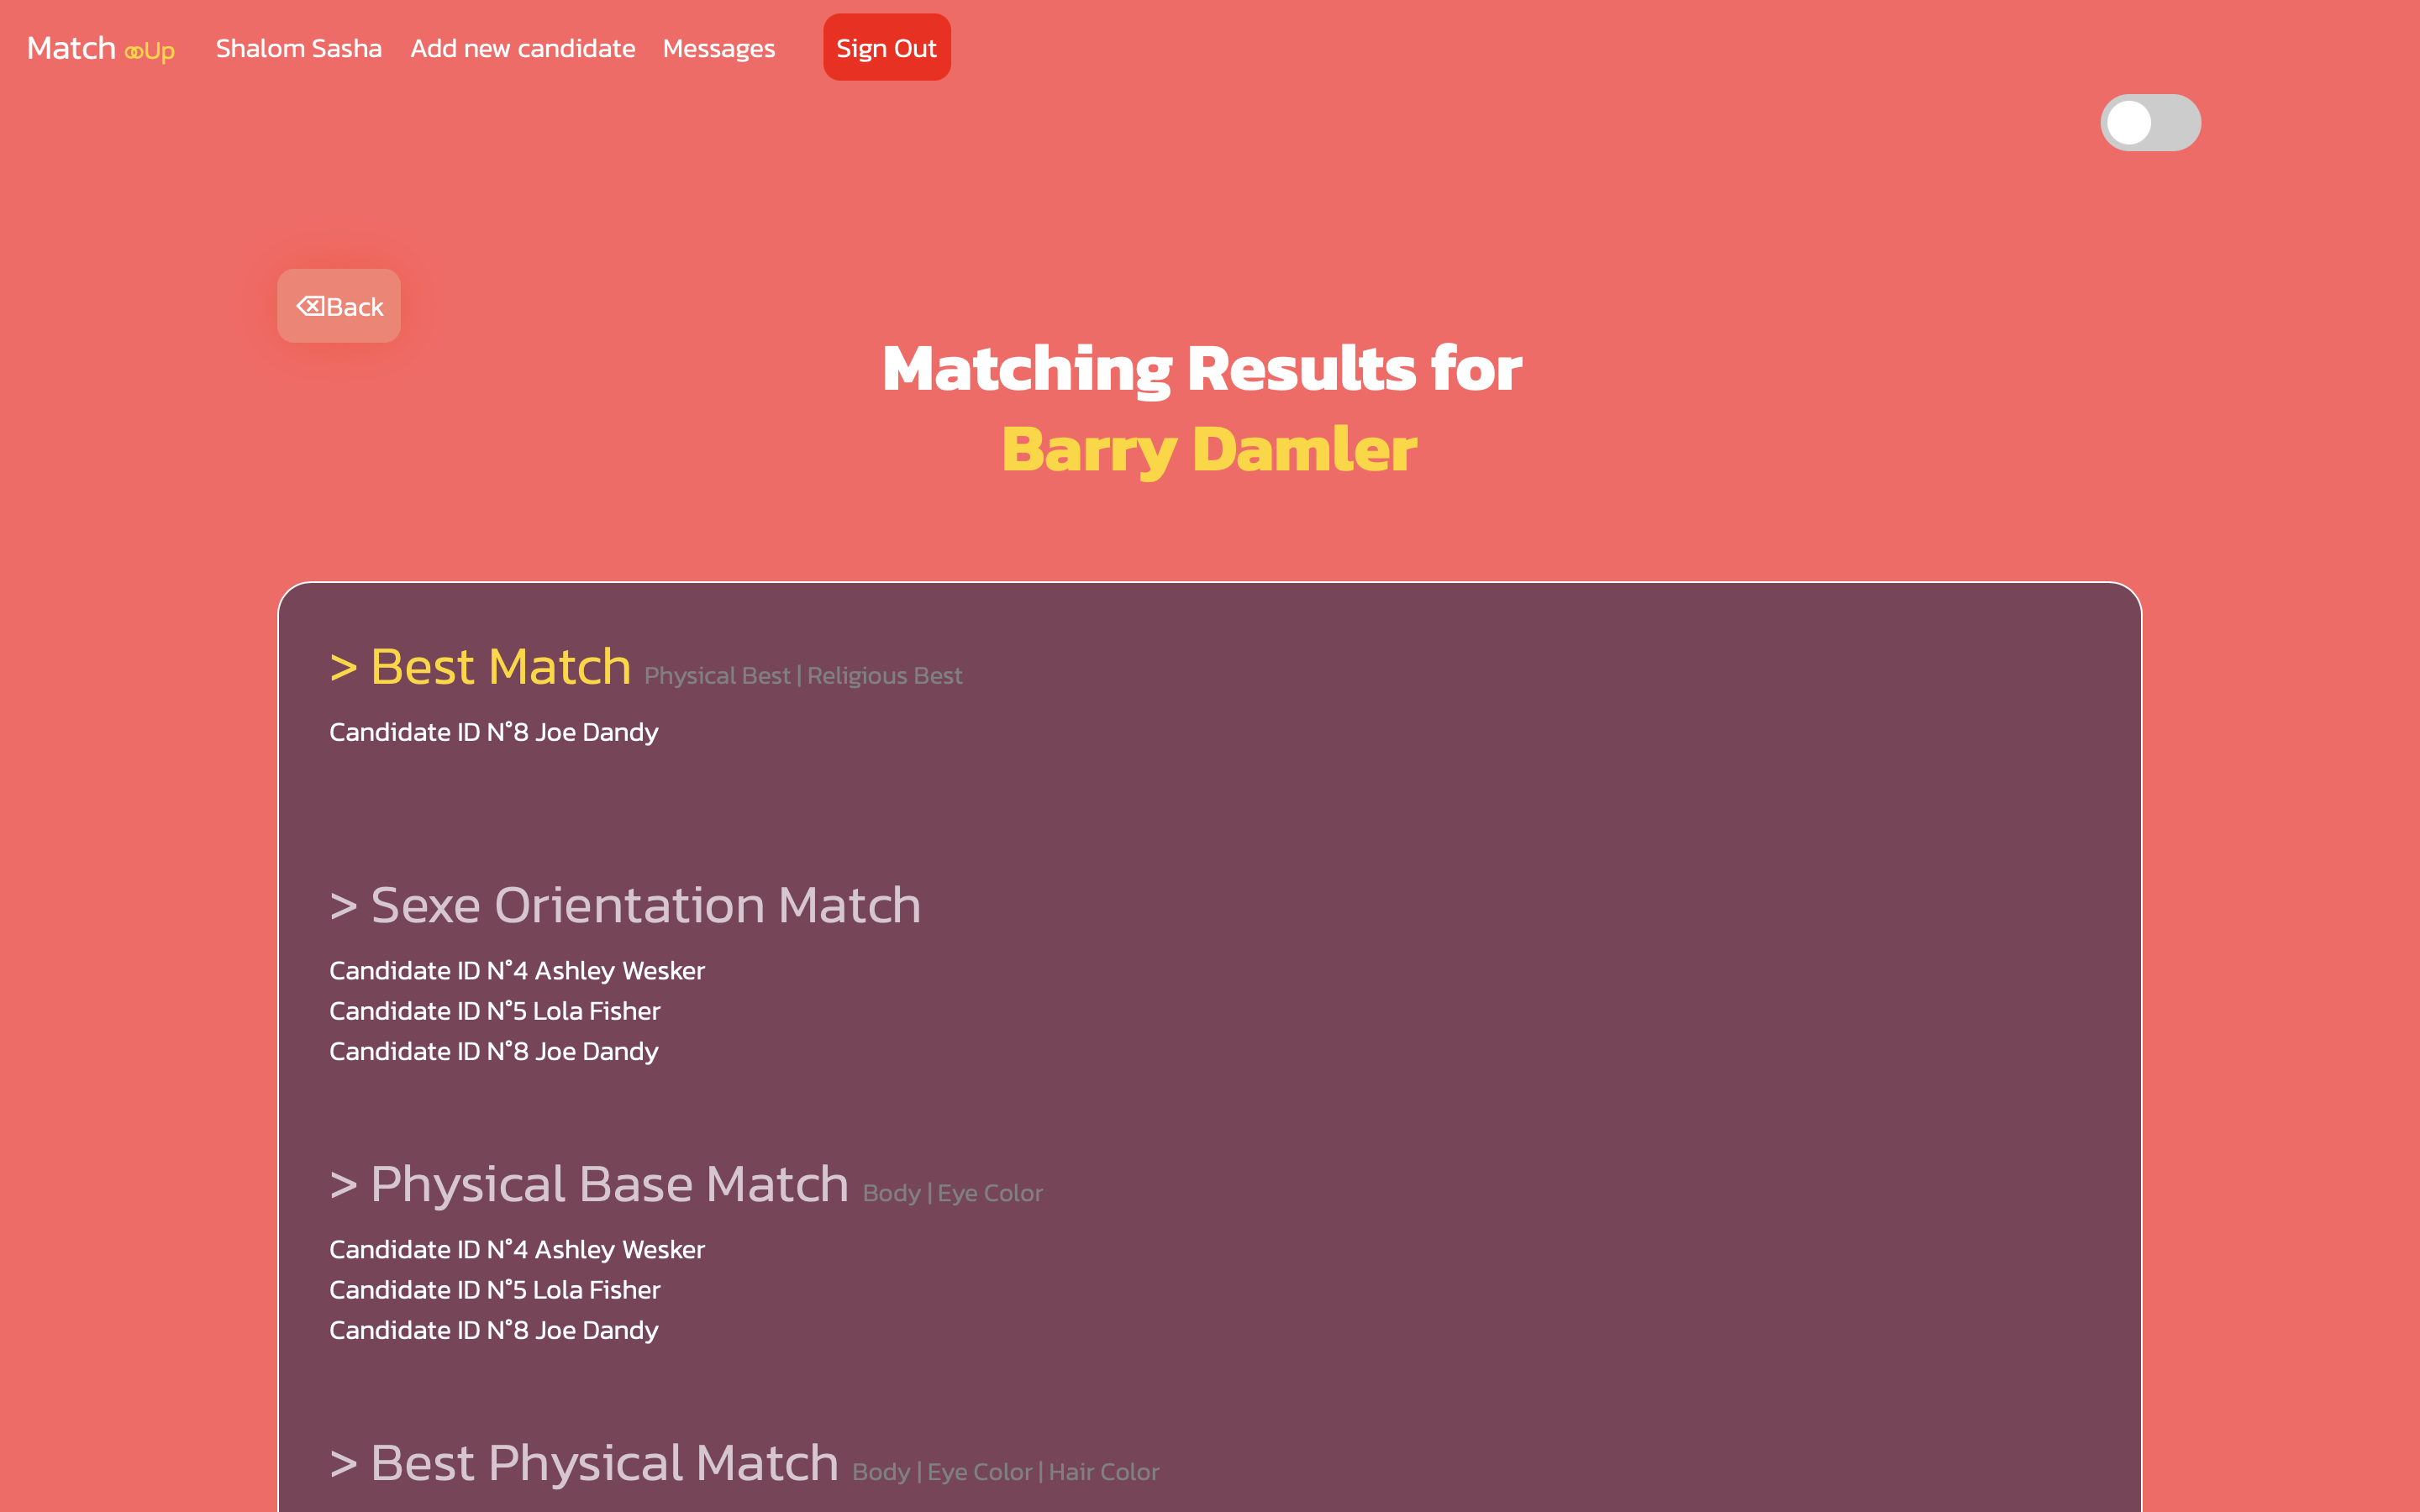 Match Up Shalom Sasha Add new candidate Messages Sign Out
Back
Matching Results for
Barry Damler
> Best Match Physical Best | Religious Best
Candidate ID N°8 Joe Dandy
> Sexe Orientation Match
Candidate ID N°4 Ashley Wesker
Candidate ID N°5 Lola Fisher
Candidate ID N°8 Joe Dandy
> Physical Base Match Body | Eye Color
Candidate ID N°4 Ashley Wesker
Candidate ID N°5 Lola Fisher
Candidate ID N°8 Joe Dandy
> Best Physical Match Body | Eye Color | Hair Color